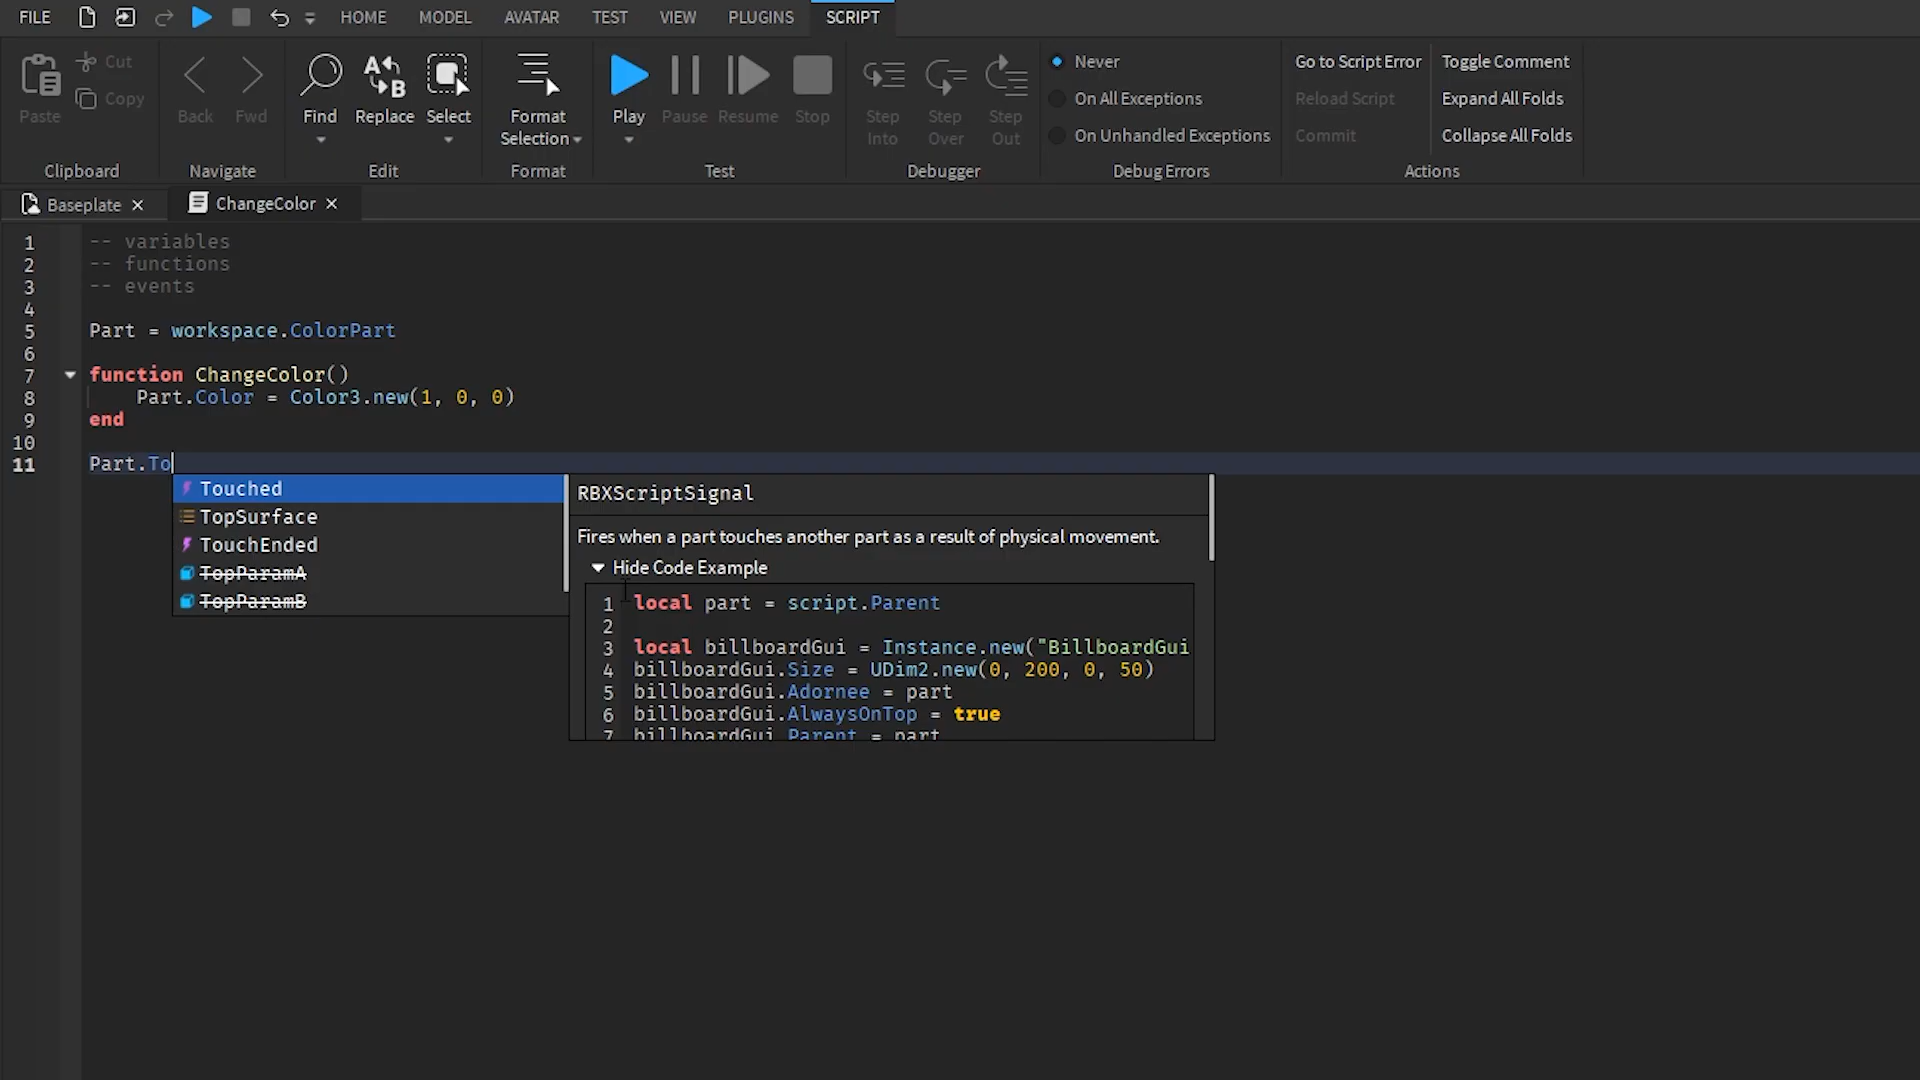 FILE HOME MODEL AVATAR TEST VIEW PLUGINS SCRIPT
Paste Cut Copy
Back Fwd
Find Replace Select
Format Selection
Play Pause Resume Stop
Step Into Step Over Step Out
Never
On All Exceptions
On Unhandled Exceptions
Go to Script Error
Reload Script
Commit
Toggle Comment
Expand All Folds
Collapse All Folds
Clipboard Navigate Edit Format Test Debugger Debug Errors Actions
Baseplate ChangeColor
1 -- variables
2 -- functions
3 -- events
4
5 Part = workspace.ColorPart
6
7 function ChangeColor()
8 Part.Color = Color3.new(1, 0, 0)
9 end
10
11 Part.To
Touched
TopSurface
TouchEnded
TopParamA
TopParamB
RBXScriptSignal
Fires when a part touches another part as a result of physical movement.
Hide Code Example
1 local part = script.Parent
2
3 local billboardGui = Instance.new("BillboardGui
4 billboardGui.Size = UDim2.new(0, 200, 0, 50)
5 billboardGui.Adornee = part
6 billboardGui.AlwaysOnTop = true
7 billboardGui.Parent = part